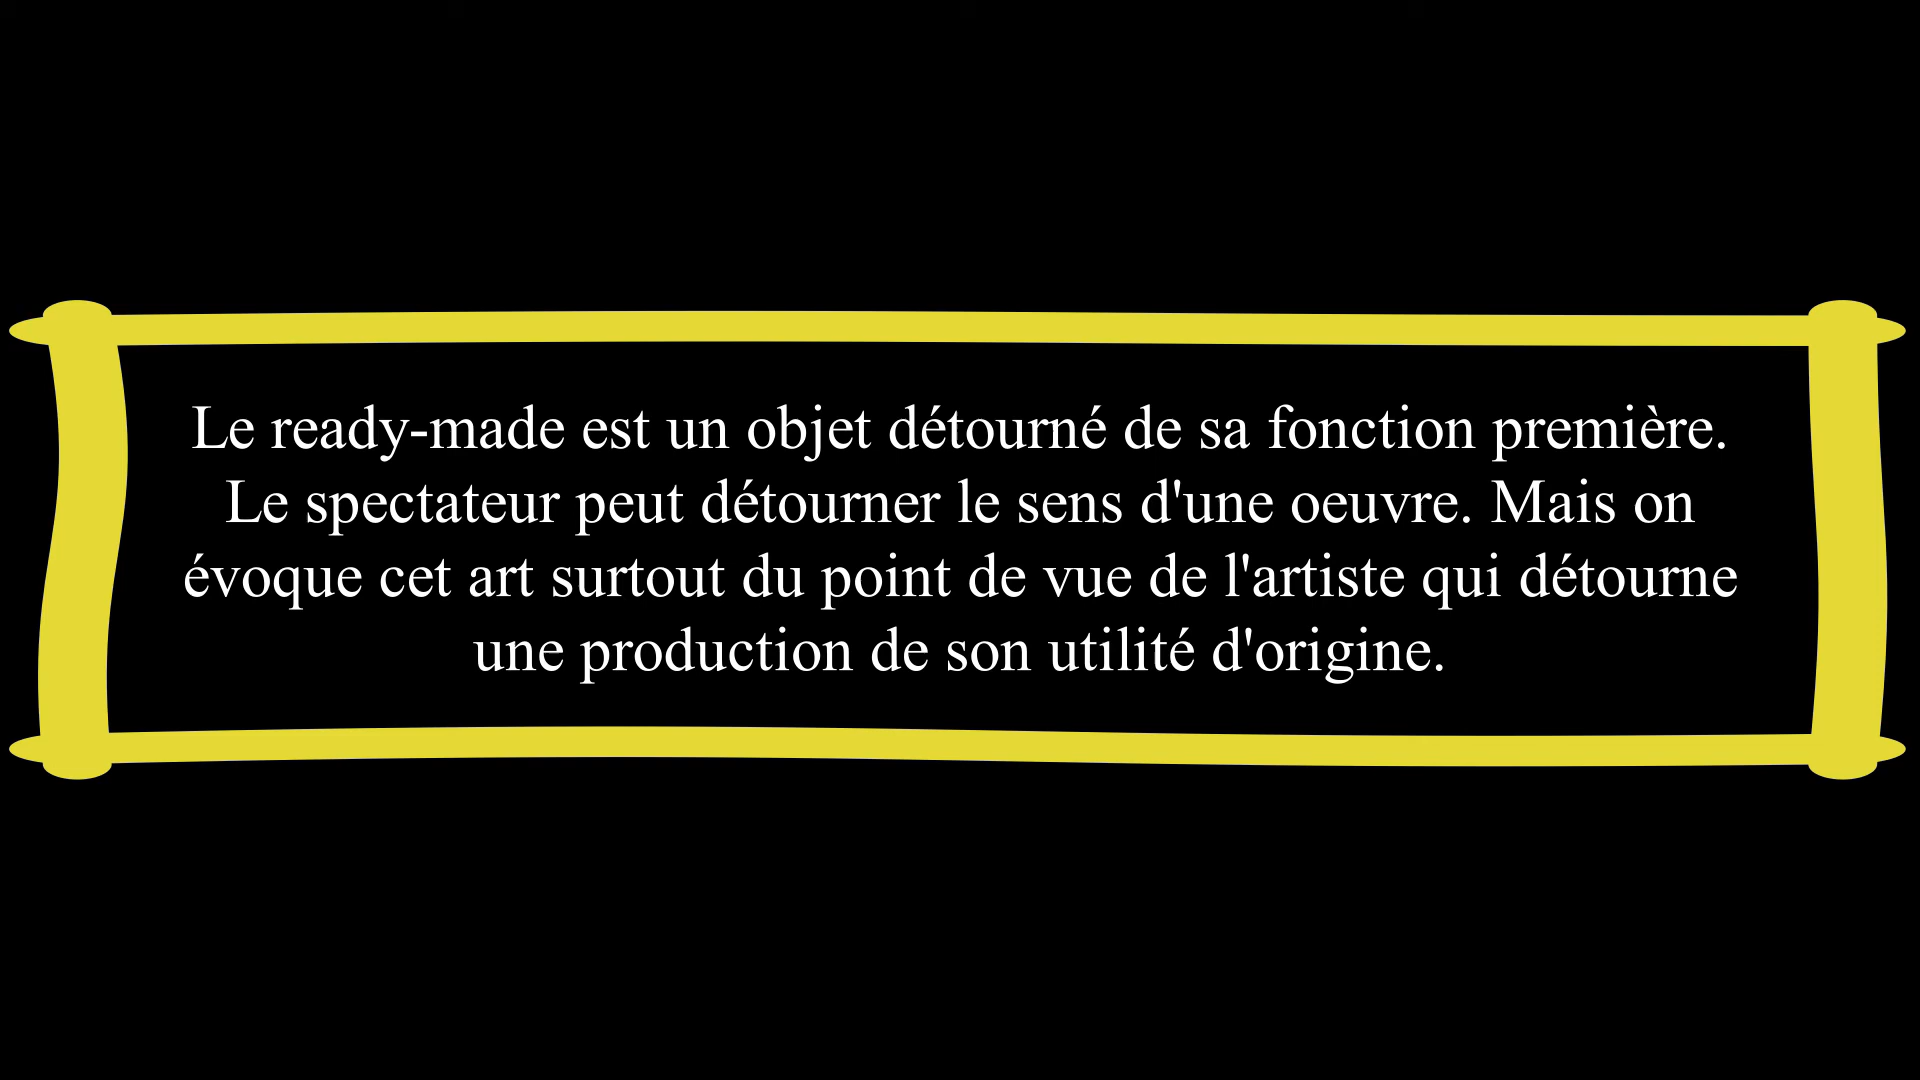 Le ready-made est un objet détourné de sa fonction première.
Le spectateur peut détourner le sens d'une oeuvre. Mais on
évoque cet art surtout du point de vue de l'artiste qui détourne
une production de son utilité d'origine.